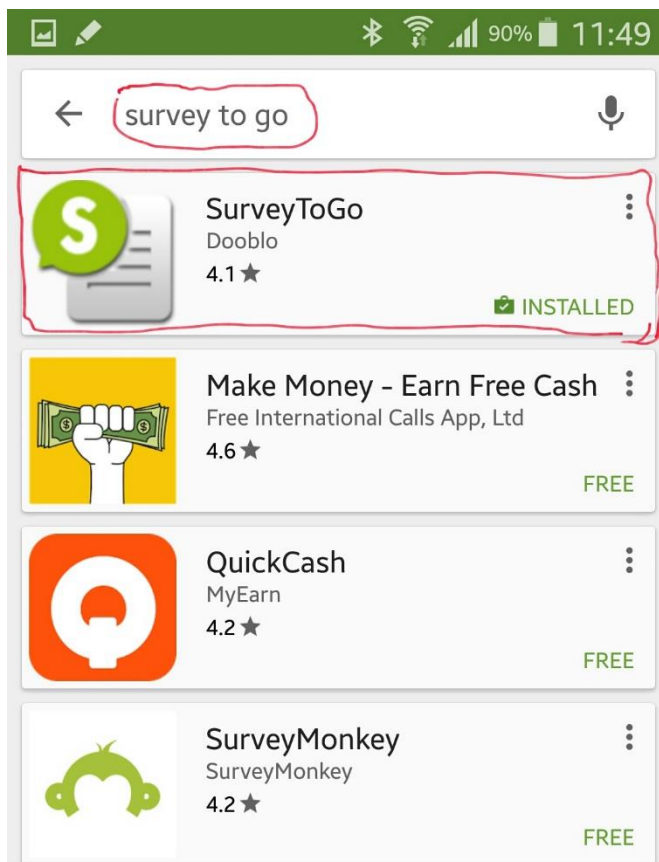 90% 11:49
survey to go
S
SurveyToGo
Dooblo
4.1★
INSTALLED
Make Money - Earn Free Cash
Free International Calls App, Ltd
4.6★
FREE
QuickCash
MyEarn
4.2★
FREE
SurveyMonkey
SurveyMonkey
4.2★
FREE